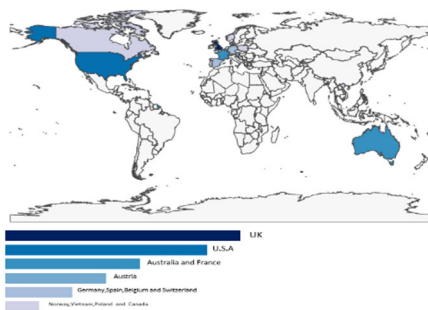 UK
U.S.A
Australia and France
Austria
Germany,Spain,Belgium and Switzerland
Norway,Vietnam,Poland and Canada